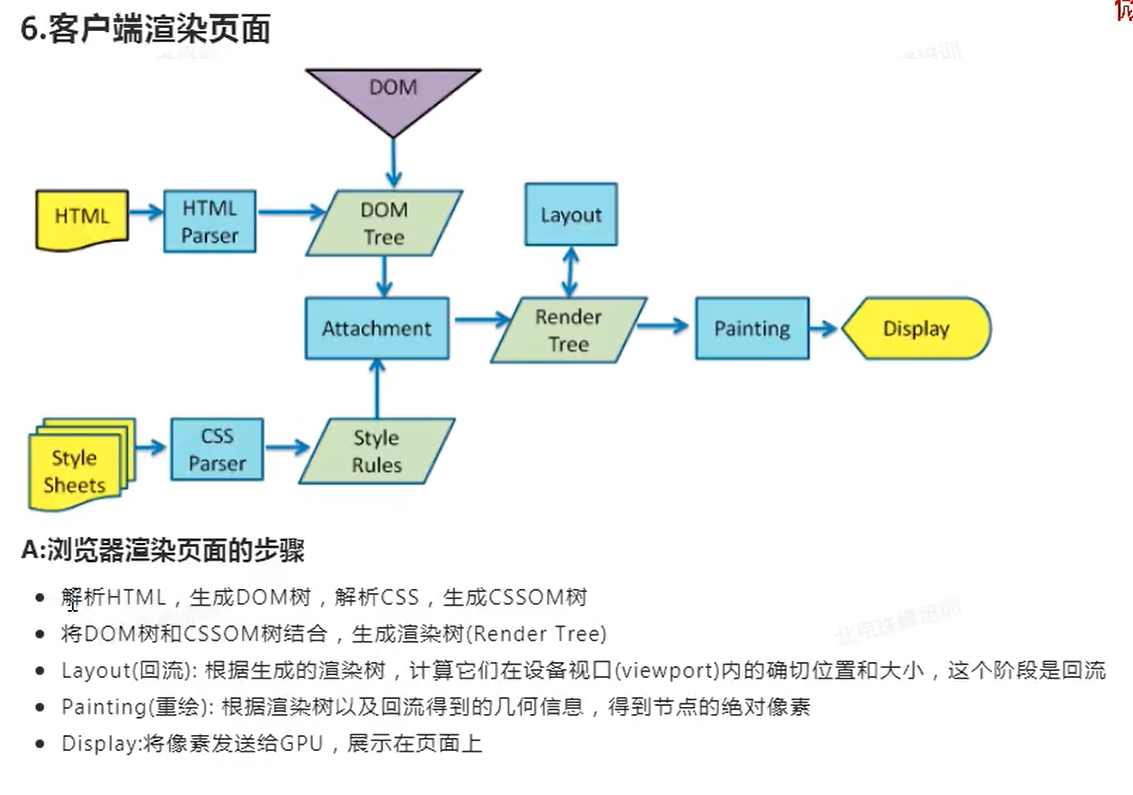 6.客户端渲染页面
DOM
HTML
HTML
Parser
DOM
Tree
Layout
Attachment
Render
Tree
Painting
Display
Style
Sheets
CSS
Parser
Style
Rules
A:浏览器渲染页面的步骤
解析HTML，生成DOM树，解析CSS，生成CSSOM树
将DOM树和CSSOM树结合，生成渲染树(Render Tree)
Layout(回流): 根据生成的渲染树，计算它们在设备视口(viewport)内的确切位置和大小，这个阶段是回流
Painting(重绘): 根据渲染树以及回流得到的几何信息，得到节点的绝对像素
Display:将像素发送给GPU，展示在页面上